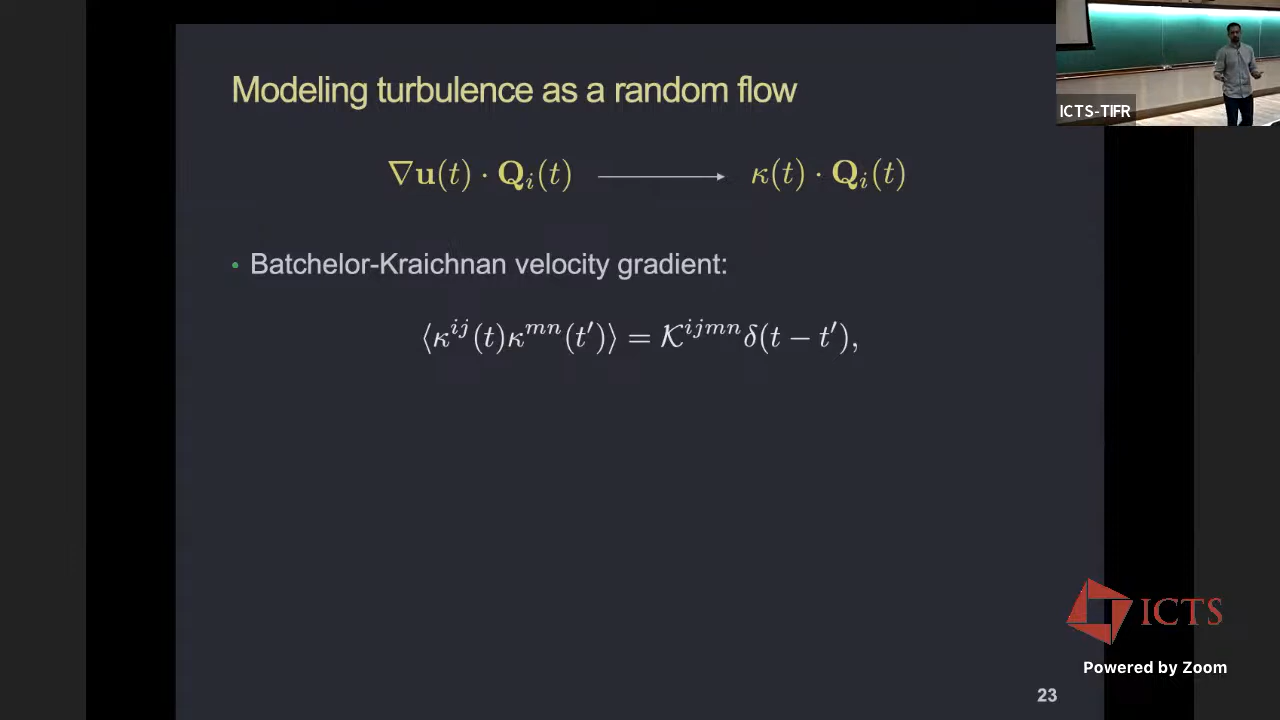 Modeling turbulence as a random flow
ICTS-TIFR
∇u(t) · Q_i(t) ⟶ κ(t) · Q_i(t)
• Batchelor-Kraichnan velocity gradient:
⟨κ^{ij}(t)κ^{mn}(t′)⟩ = 𝒦^{ijmn}δ(t − t′),
ICTS
Powered by Zoom
23